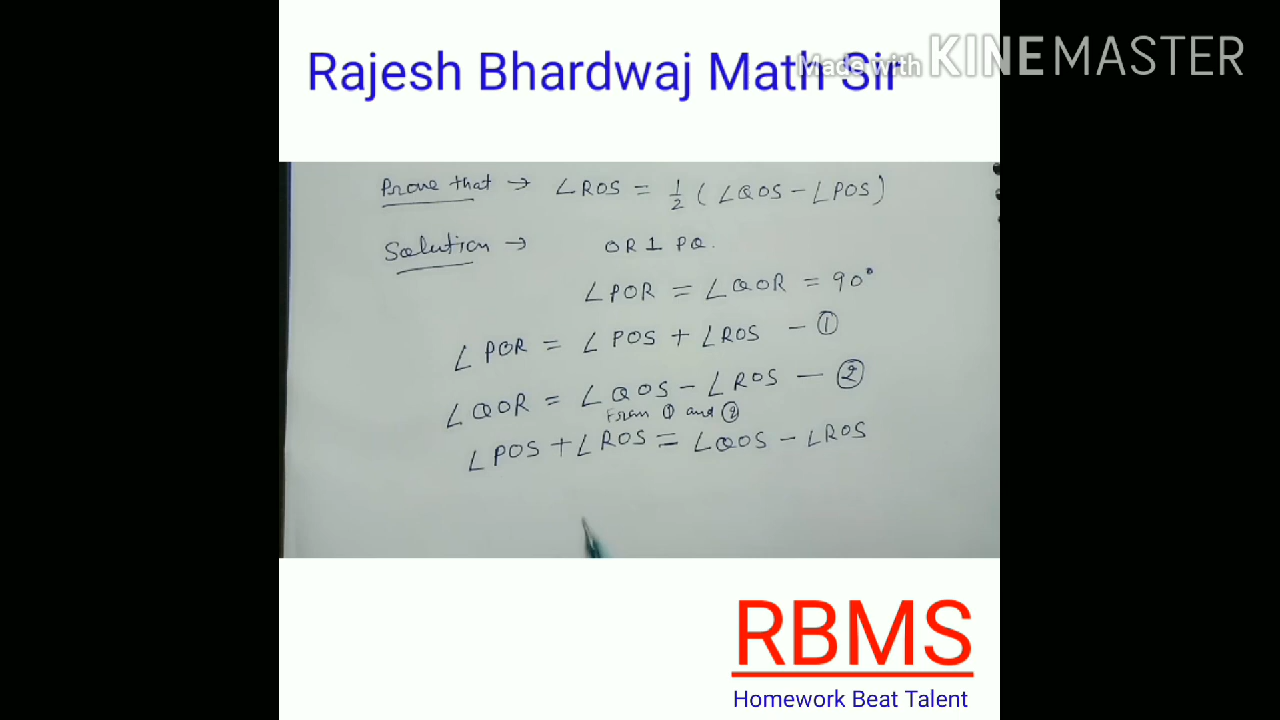 Rajesh Bhardwaj Math Sir
Made with KINEMASTER
Prove that → ∠ROS = 1/2 (∠QOS − ∠POS)
Solution → OR ⊥ PQ.
∠POR = ∠QOR = 90°
∠POR = ∠POS + ∠ROS − ①
∠QOR = ∠QOS − ∠ROS − ②
From ① and ②
∠POS + ∠ROS = ∠QOS − ∠ROS
RBMS
Homework Beat Talent